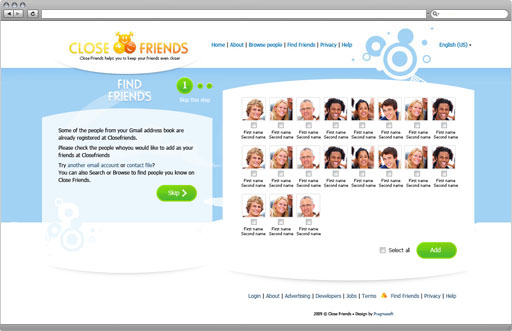 CLOSE FRIENDS
Close Friends helps you to keep your friends even closer
Home | About | Browse people | Find Friends | Privacy | Help
English (US)
FIND
FRIENDS
1
Skip this step
Some of the people from your Gmail address book are
already registered at Closefriends.
Please check the people whoyou would like to add as your
friends at Closefriends
Try another email account or contact file?
You can also Search or Browse to find people you know on
Close Friends.
Skip
First name First name First name First name First name First name First name First name
Second name Second name Second name Second name Second name Second name Second name Second name
First name First name First name First name First name First name First name First name
Second name Second name Second name Second name Second name Second name Second name Second name
First name First name First name
Second name Second name Second name
Select all
Add
Login | About | Advertising | Developers | Jobs | Terms Find Friends | Privacy | Help
2009 © Close Friends • Design by Pragmasoft